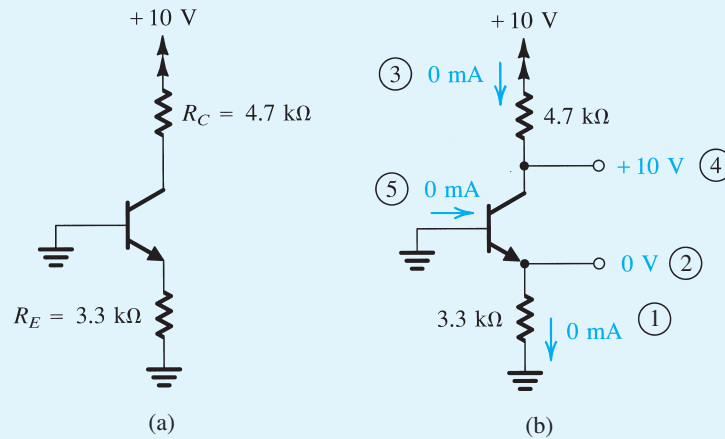 +10 V
R_C = 4.7 kΩ
R_E = 3.3 kΩ
(a)
+10 V
③ 0 mA
4.7 kΩ
+10 V ④
⑤ 0 mA
0 V ②
3.3 kΩ
0 mA ①
(b)